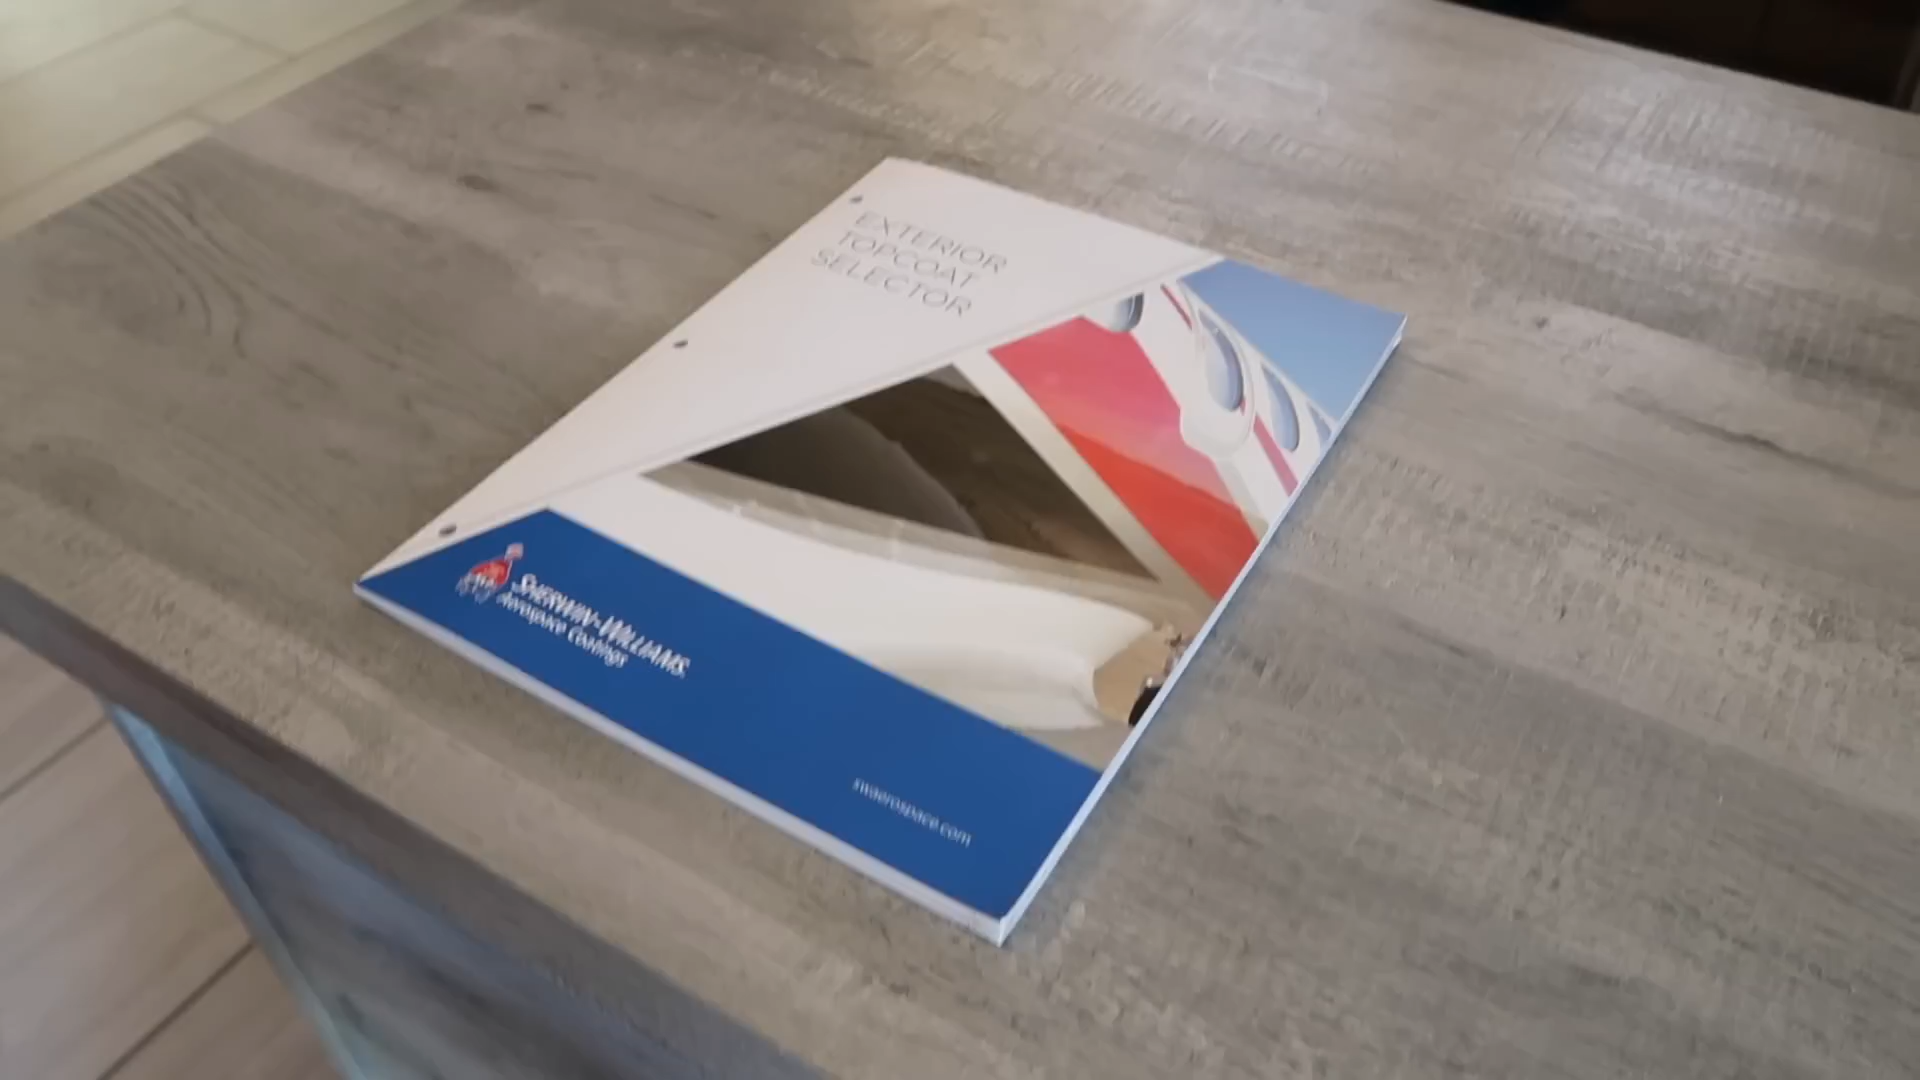 EXTERIOR
TOPCOAT
SELECTOR
SHERWIN-WILLIAMS.
Aerospace Coatings
swaerospace.com